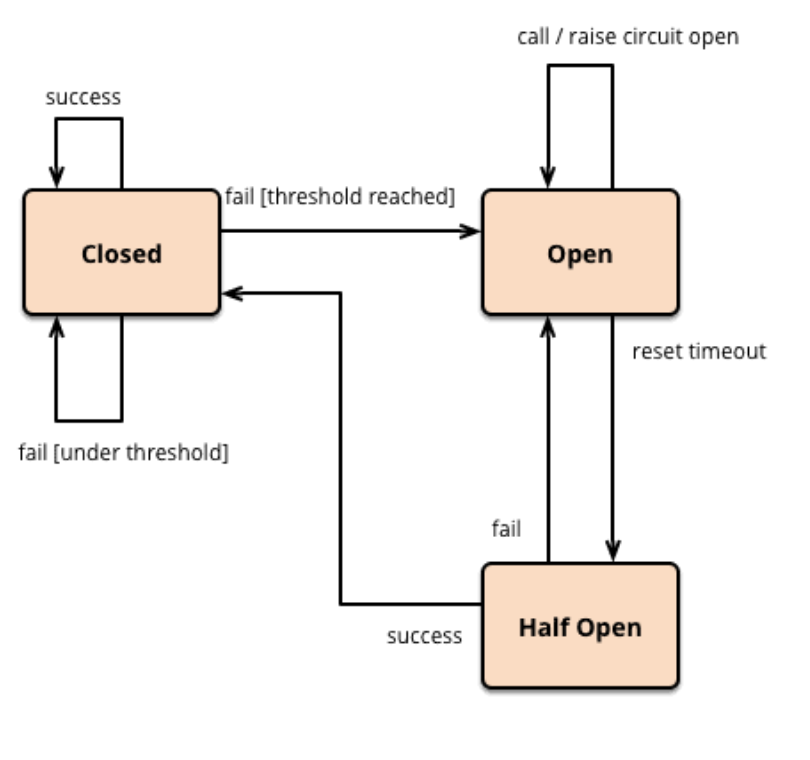 call / raise circuit open
success
fail [threshold reached]
Closed
Open
reset timeout
fail [under threshold]
fail
Half Open
success